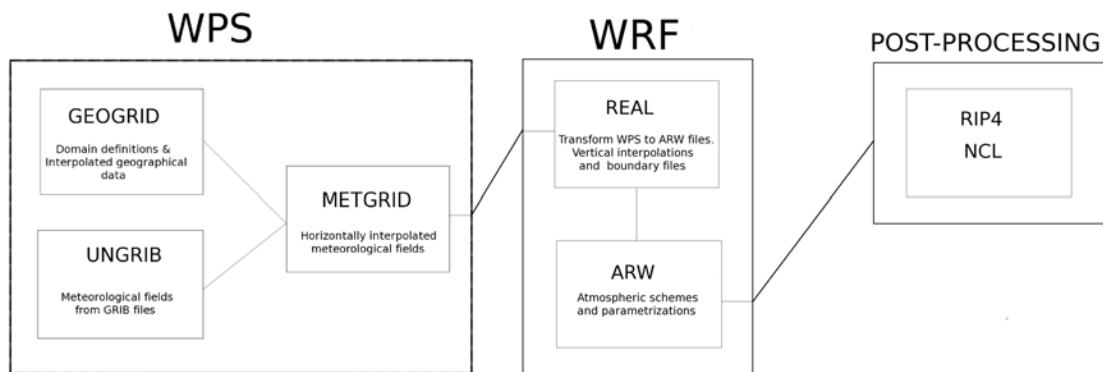 WPS
GEOGRID
Domain definitions &
Interpolated geographical
data
UNGRIB
Meteorological fields
from GRIB files
METGRID
Horizontally interpolated
meteorological fields
WRF
REAL
Transform WPS to ARW files.
Vertical interpolations
and boundary files
ARW
Atmospheric schemes
and parametrizations
POST-PROCESSING
RIP4
NCL